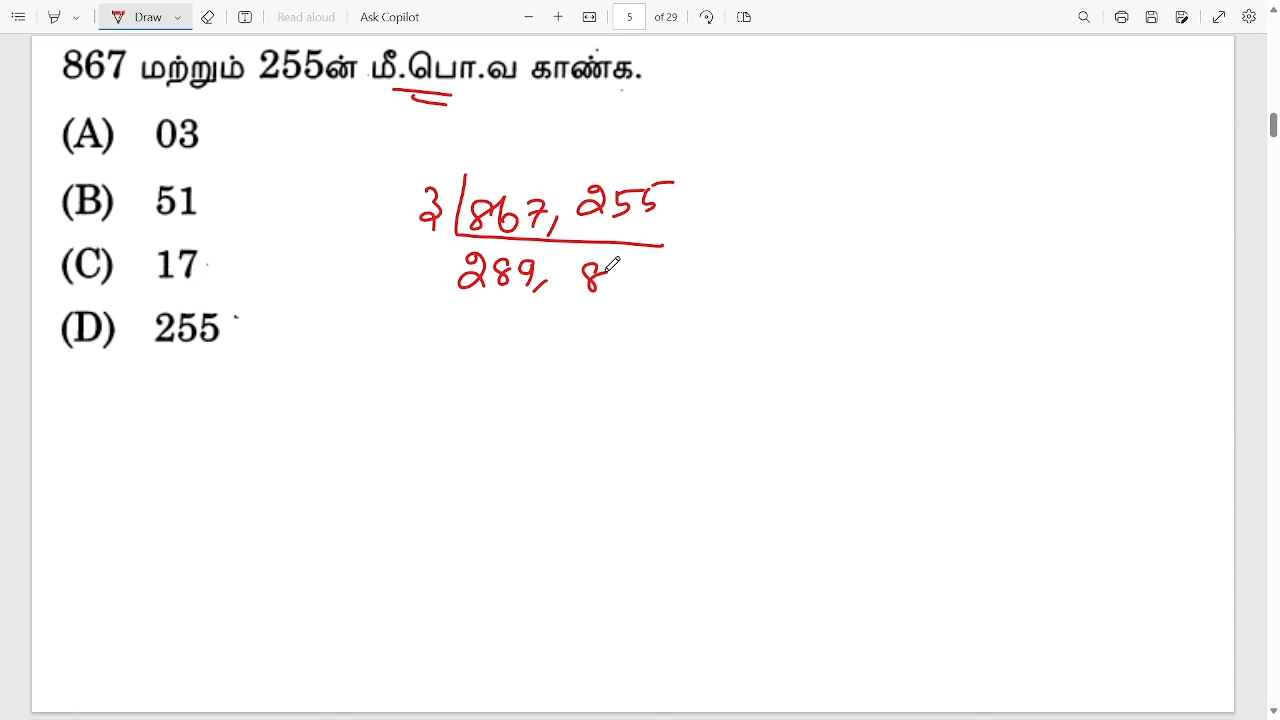 Draw
Read aloud
Ask Copilot
5 of 29
867 மற்றும் 255ன் மீ.பொ.வ காண்க.
(A) 03
(B) 51
(C) 17
(D) 255
3 867, 255
289, 8